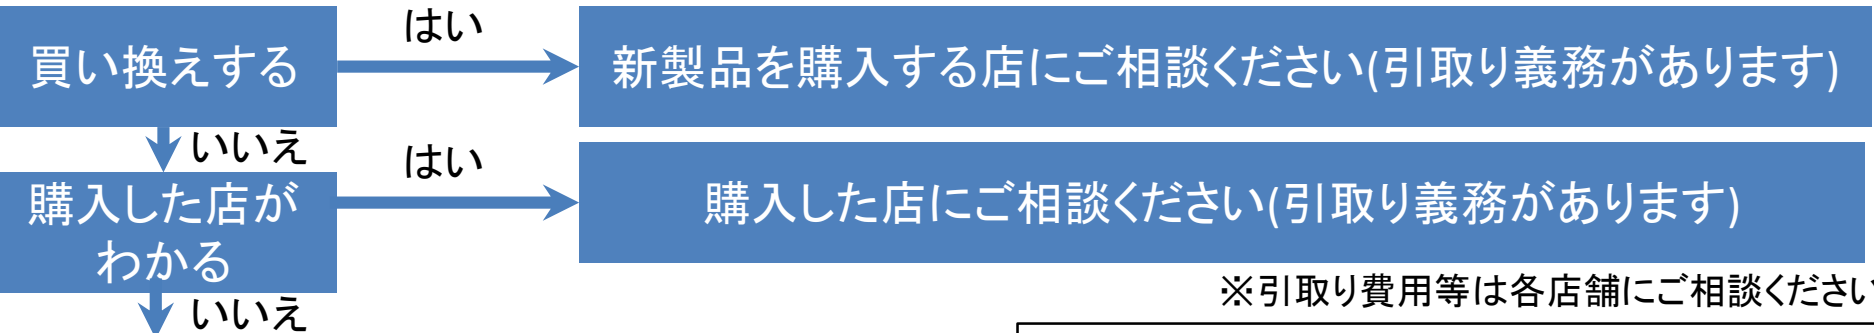 はい
買い換えする
新製品を購入する店にご相談ください(引取り義務があります)
いいえ
はい
購入した店が
わかる
購入した店にご相談ください(引取り義務があります)
※引取り費用等は各店舗にご相談ください
いいえ